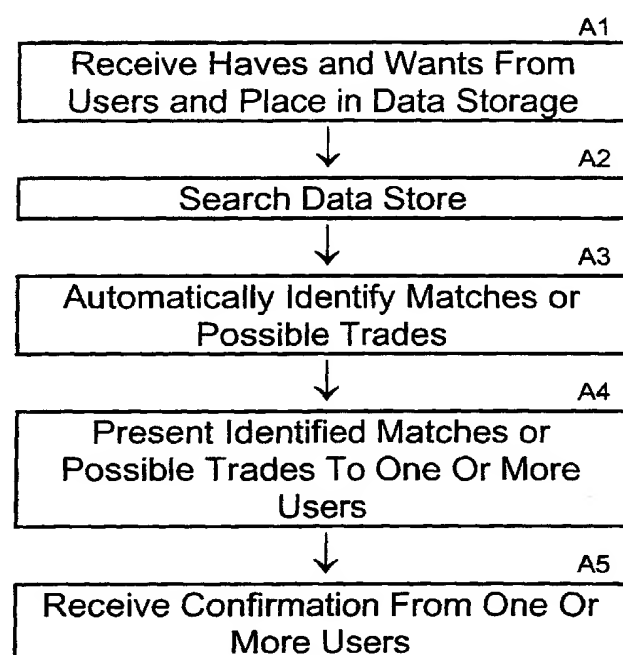 A1
Receive Haves and Wants From
Users and Place in Data Storage
A2
Search Data Store
A3
Automatically Identify Matches or
Possible Trades
A4
Present Identified Matches or
Possible Trades To One Or More
Users
A5
Receive Confirmation From One Or
More Users